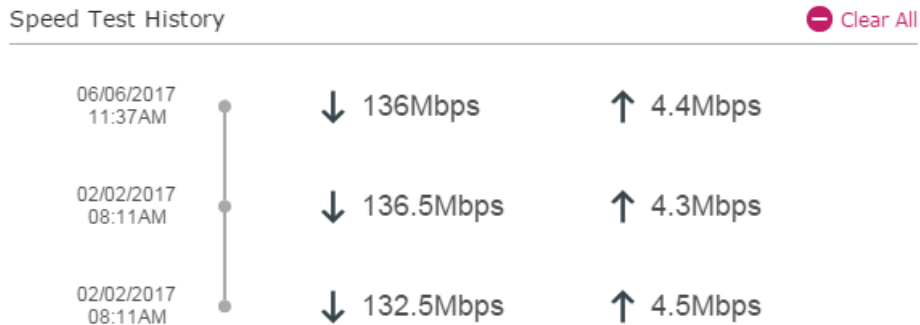 Speed Test History Clear All
06/06/2017
11:37AM
136Mbps 4.4Mbps
02/02/2017
08:11AM
136.5Mbps 4.3Mbps
02/02/2017
08:11AM
132.5Mbps 4.5Mbps